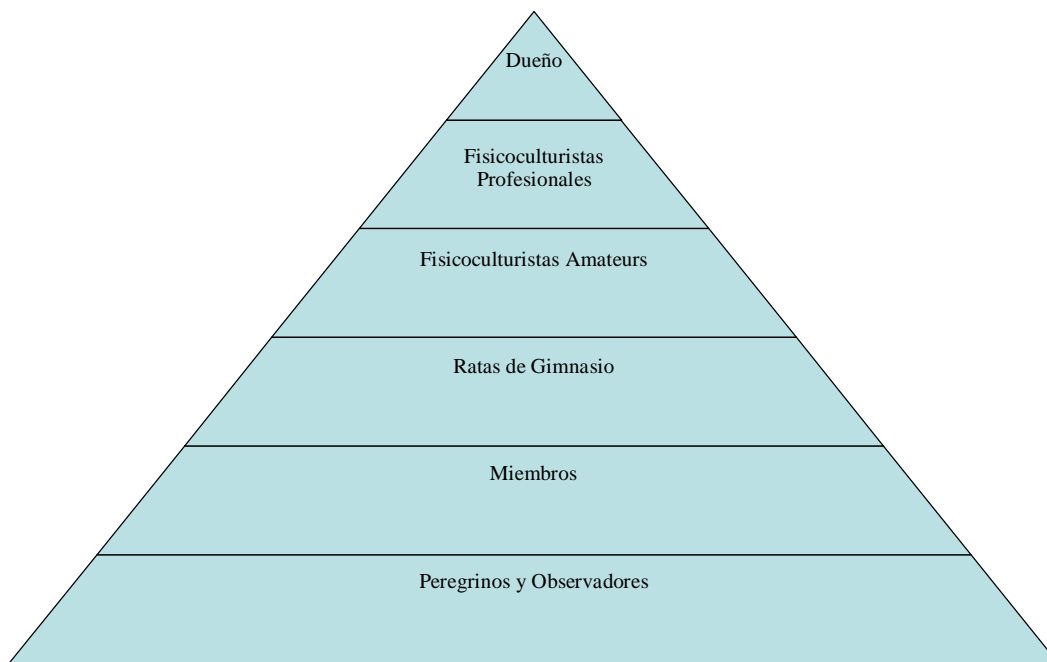 Dueño
Fisicoculturistas
Profesionales
Fisicoculturistas Amateurs
Ratas de Gimnasio
Miembros
Peregrinos y Observadores